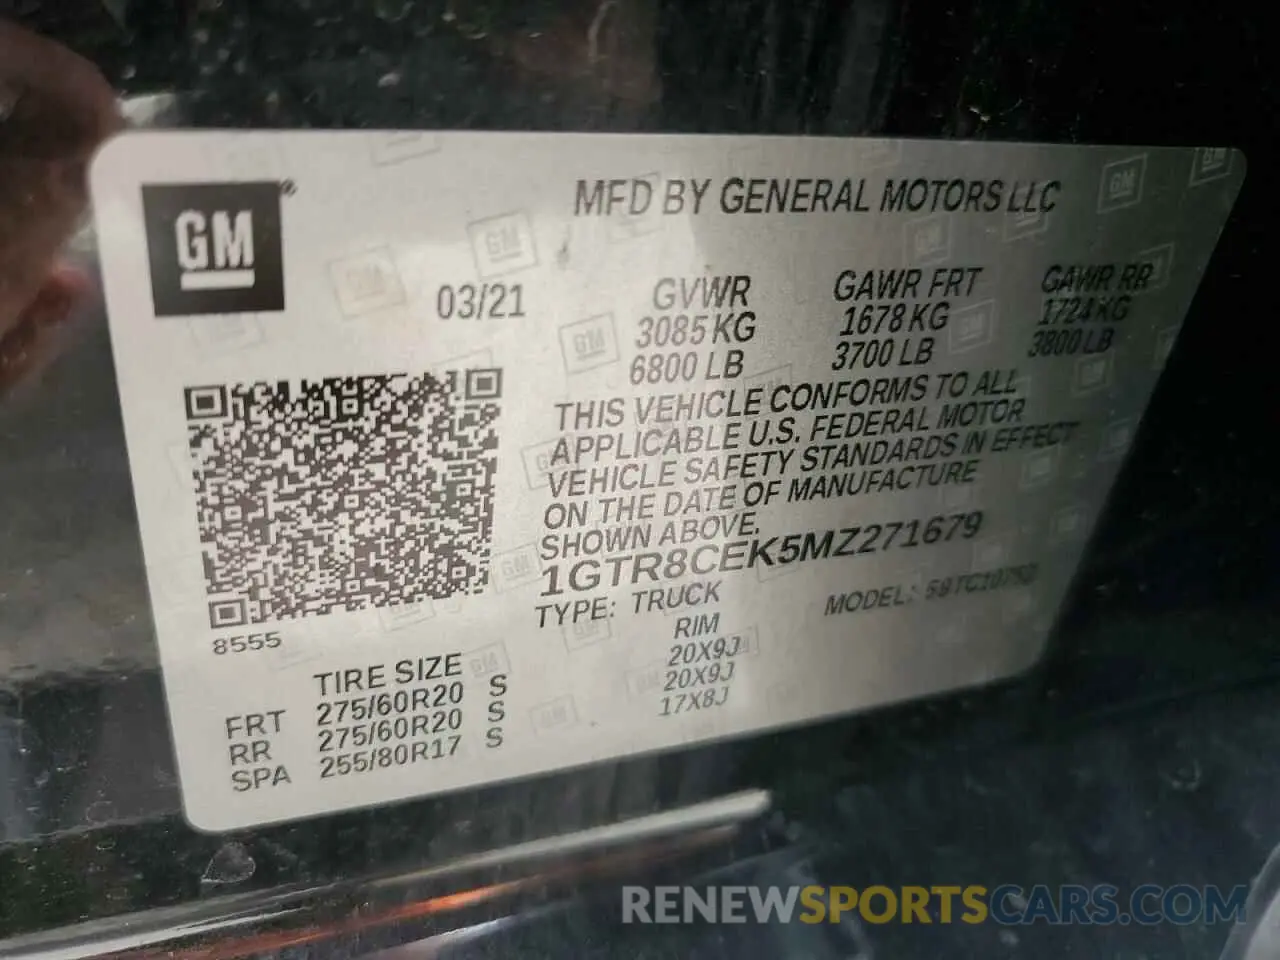 GM
MFD BY GENERAL MOTORS LLC
03/21
GVWR GAWR FRT GAWR RR
3085 KG 1678 KG 1724 KG
6800 LB 3700 LB 3800 LB
THIS VEHICLE CONFORMS TO ALL
APPLICABLE U.S. FEDERAL MOTOR
VEHICLE SAFETY STANDARDS IN EFFECT
ON THE DATE OF MANUFACTURE
SHOWN ABOVE.
1GTR8CEK5MZ271679
TYPE: TRUCK MODEL:
8555
TIRE SIZE RIM
FRT 275/60R20 S 20X9J
RR 275/60R20 S 20X9J
SPA 255/80R17 S 17X8J
RENEWSPORTSCARS.COM